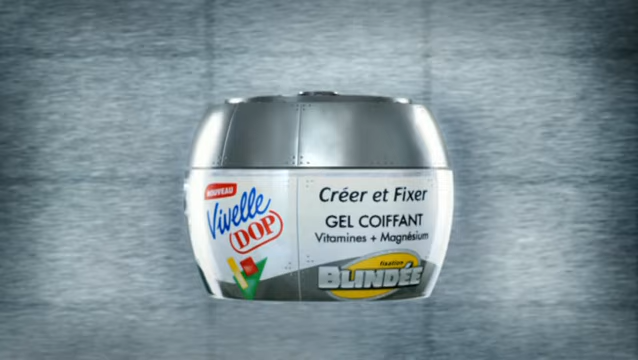 NOUVEAU
Vivelle
DOP
Créer et Fixer
GEL COIFFANT
Vitamines + Magnésium
fixation
BLINDÉE